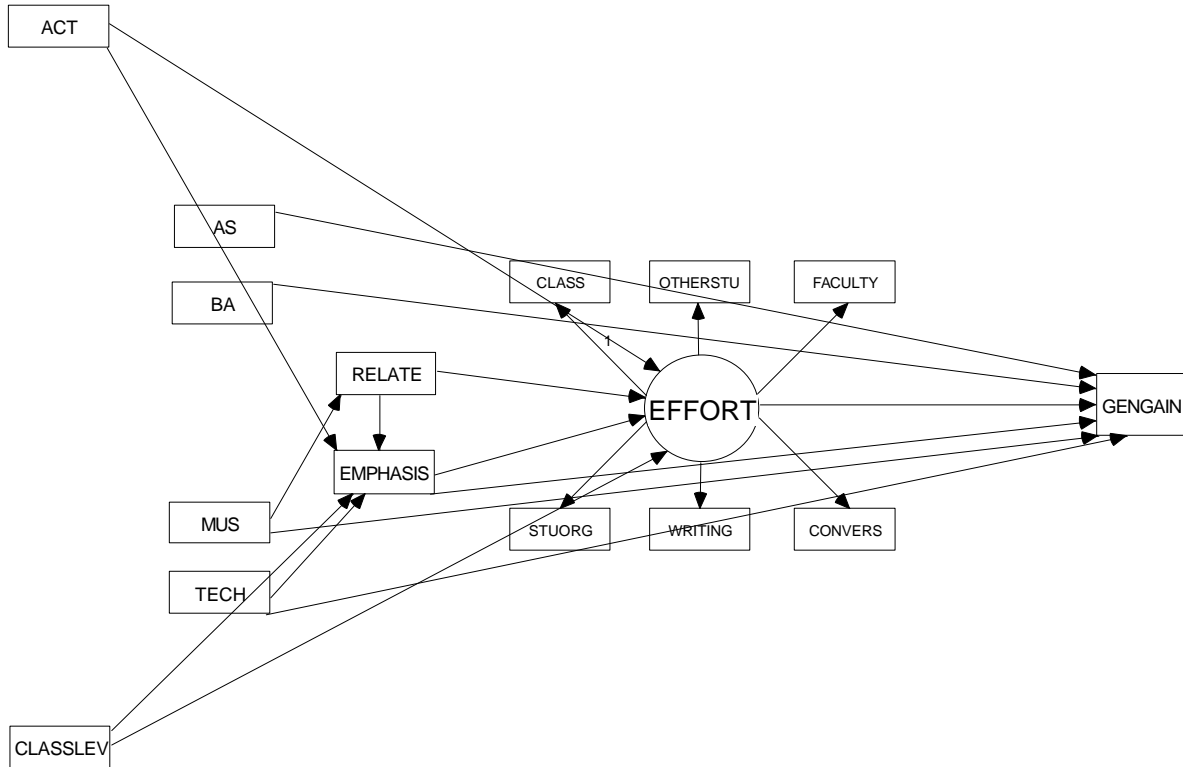 ACT
AS
CLASS
OTHERSTU
FACULTY
BA
1
RELATE
EFFORT
GENGAIN
EMPHASIS
MUS
STUORG
WRITING
CONVERS
TECH
CLASSLEV